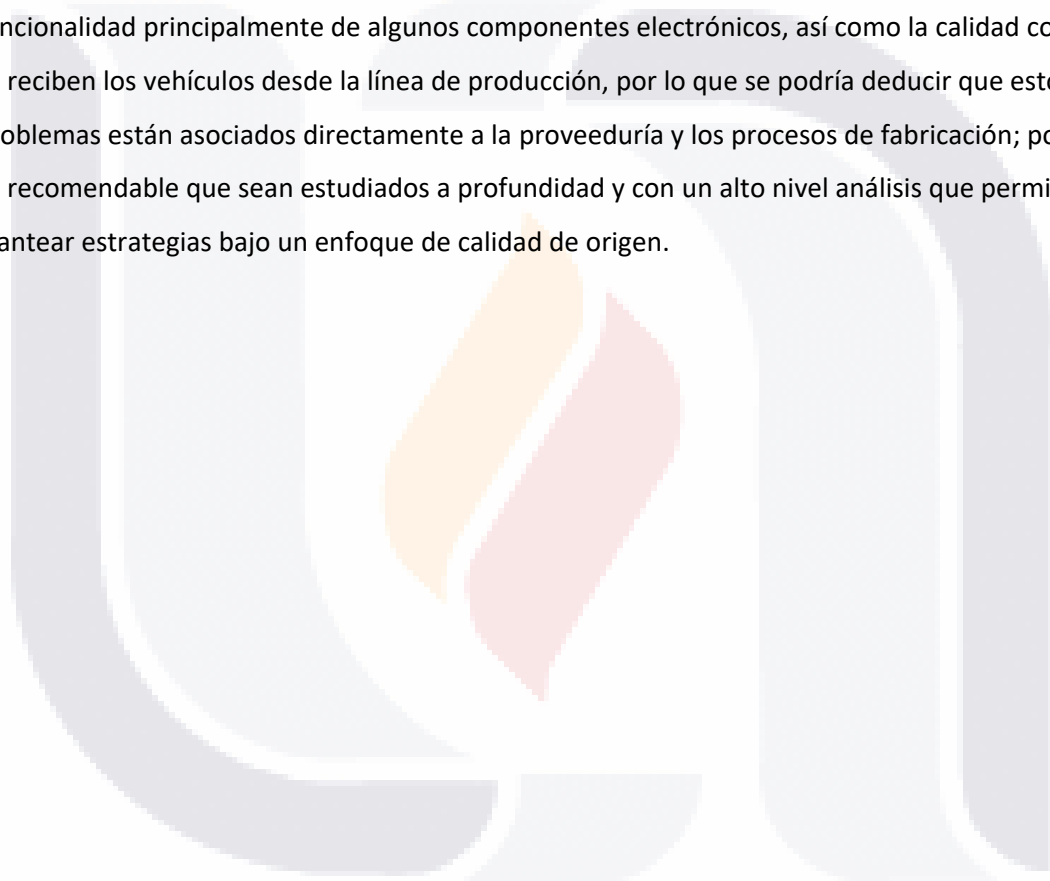 ncionalidad principalmente de algunos componentes electrónicos, así como la calidad co
reciben los vehículos desde la línea de producción, por lo que se podría deducir que est
oblemas están asociados directamente a la proveeduría y los procesos de fabricación; po
recomendable que sean estudiados a profundidad y con un alto nivel análisis que permi
antear estrategias bajo un enfoque de calidad de origen.